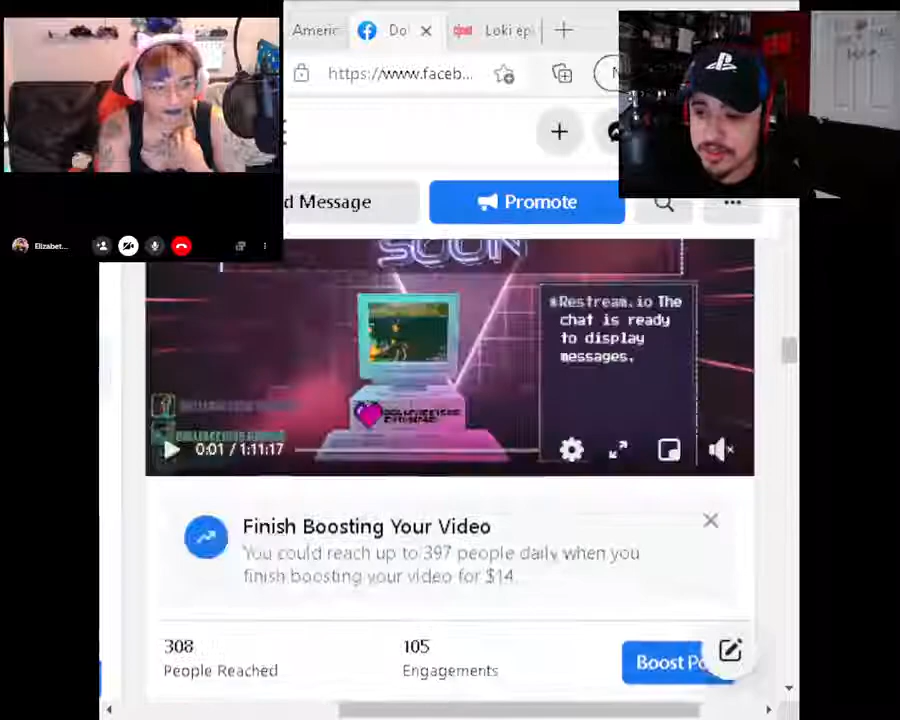 Americ
Do
Loki ep
https://www.faceb...
d Message
Promote
Elizabet...
SOON
Restream.io The
chat is ready
to display
messages.
0:01 / 1:11:17
Finish Boosting Your Video
You could reach up to 397 people daily when you
finish boosting your video for $14.
308
People Reached
105
Engagements
Boost Po